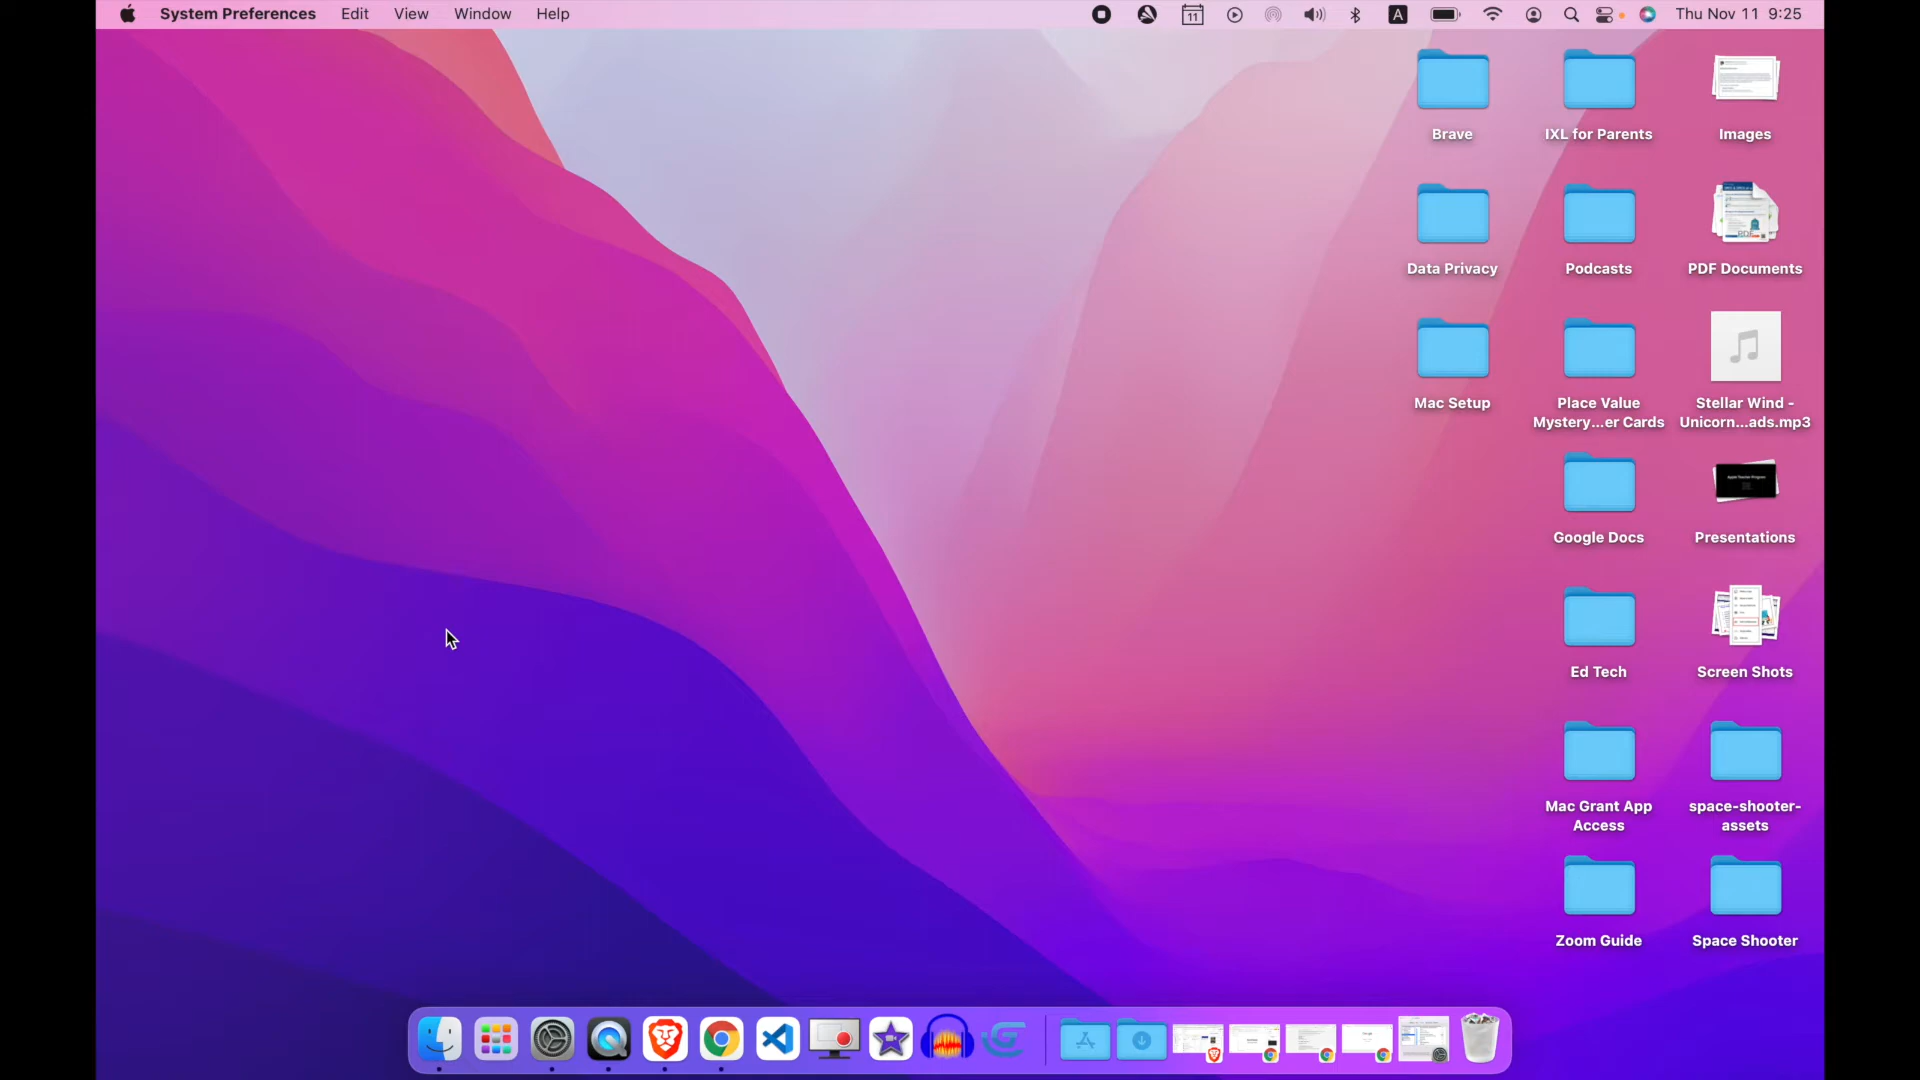 System Preferences Edit View Window Help 11 A Thu Nov 11 9:25
Brave
IXL for Parents
Images
Data Privacy
Podcasts
PDF Documents
Mac Setup
Place Value
Mystery...er Cards
Stellar Wind -
Unicorn...ads.mp3
Google Docs
Presentations
Ed Tech
Screen Shots
Mac Grant App
Access
space-shooter-
assets
Zoom Guide
Space Shooter